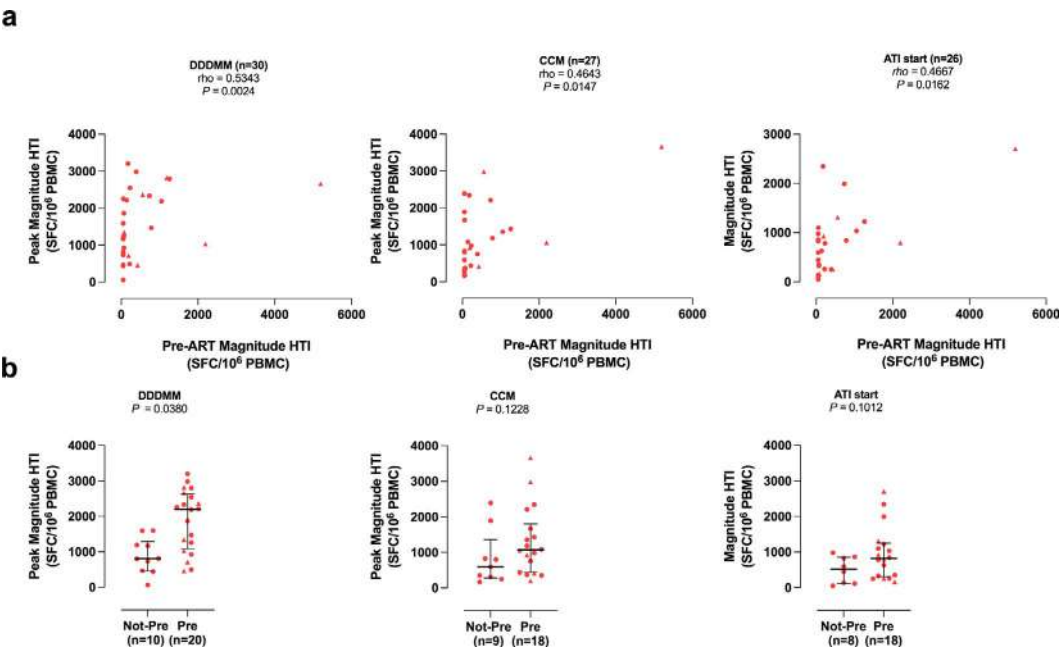 a
DDDMM (n=30)
rho = 0.5343
P = 0.0024
CCM (n=27)
rho = 0.4643
P = 0.0147
ATI start (n=26)
rho = 0.4667
P = 0.0162
Peak Magnitude HTI
(SFC/10⁶ PBMC)
4000
3000
2000
1000
0
0
2000
4000
6000
Pre-ART Magnitude HTI
(SFC/10⁶ PBMC)
Peak Magnitude HTI
(SFC/10⁶ PBMC)
4000
3000
2000
1000
0
0
2000
4000
6000
Pre-ART Magnitude HTI
(SFC/10⁶ PBMC)
Magnitude HTI
(SFC/10⁶ PBMC)
3000
2000
1000
0
0
2000
4000
6000
Pre-ART Magnitude HTI
(SFC/10⁶ PBMC)
b
DDDMM
P = 0.0380
CCM
P = 0.1228
ATI start
P = 0.1012
Peak Magnitude HTI
(SFC/10⁶ PBMC)
4000
3000
2000
1000
0
Not-Pre Pre
(n=10) (n=20)
Peak Magnitude HTI
(SFC/10⁶ PBMC)
4000
3000
2000
1000
0
Not-Pre Pre
(n=9) (n=18)
Magnitude HTI
(SFC/10⁶ PBMC)
4000
3000
2000
1000
0
Not-Pre Pre
(n=8) (n=18)